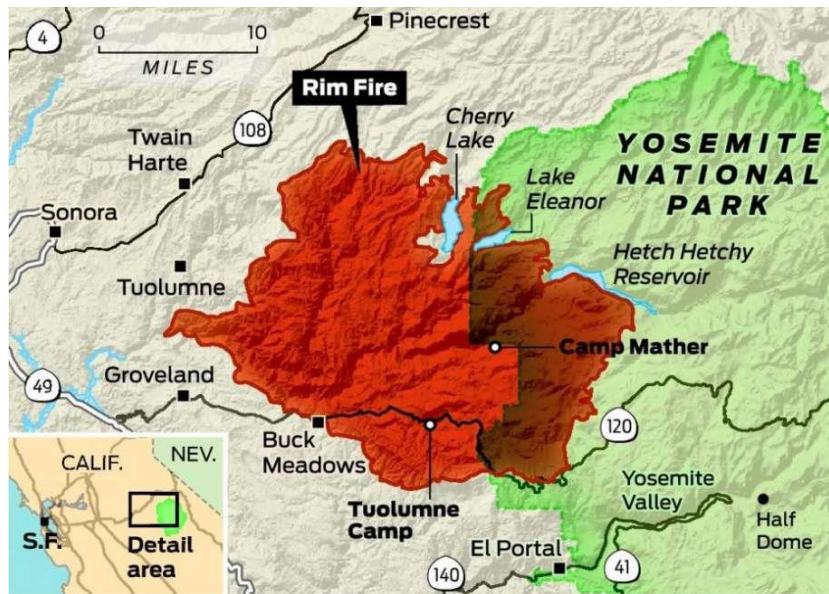 4
0
10
MILES
Pinecrest
Rim Fire
108
Twain
Harte
Cherry
Lake
YOSEMITE
NATIONAL
PARK
Lake
Eleanor
Sonora
Hetch Hetchy
Reservoir
Tuolumne
Camp Mather
49
Groveland
120
Buck
Meadows
CALIF.
NEV.
Yosemite
Valley
Tuolumne
Camp
Half
Dome
S.F.
Detail
area
El Portal
140
41